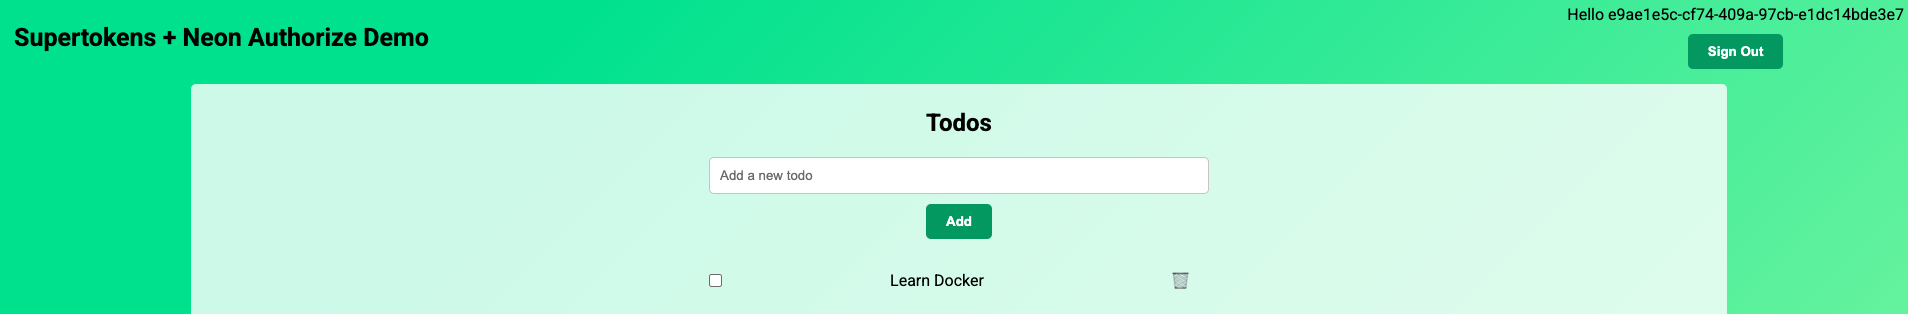 Hello e9ae1e5c-cf74-409a-97cb-e1dc14bde3e7
Supertokens + Neon Authorize Demo
Sign Out
Todos
Add a new todo
Add
Learn Docker